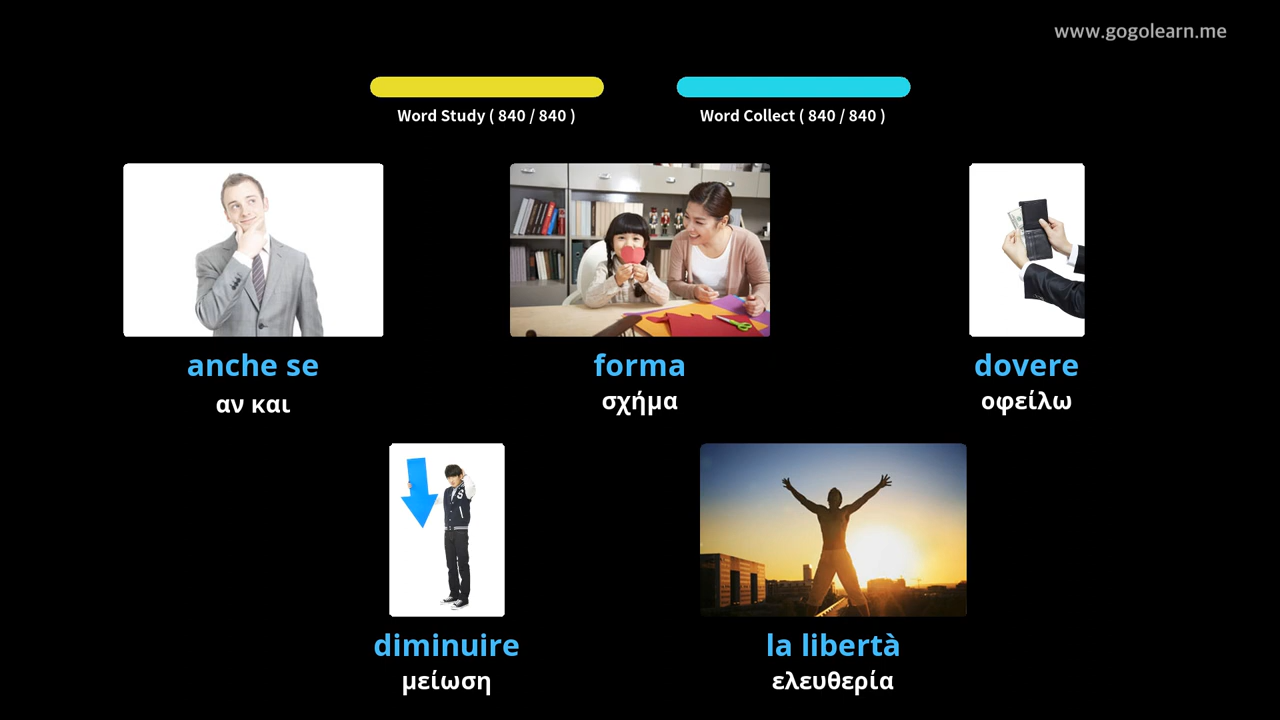 www.gogolearn.me
Word Study ( 840 / 840 )
Word Collect ( 840 / 840 )
anche se
αν και
forma
σχήμα
dovere
οφείλω
diminuire
μείωση
la libertà
ελευθερία